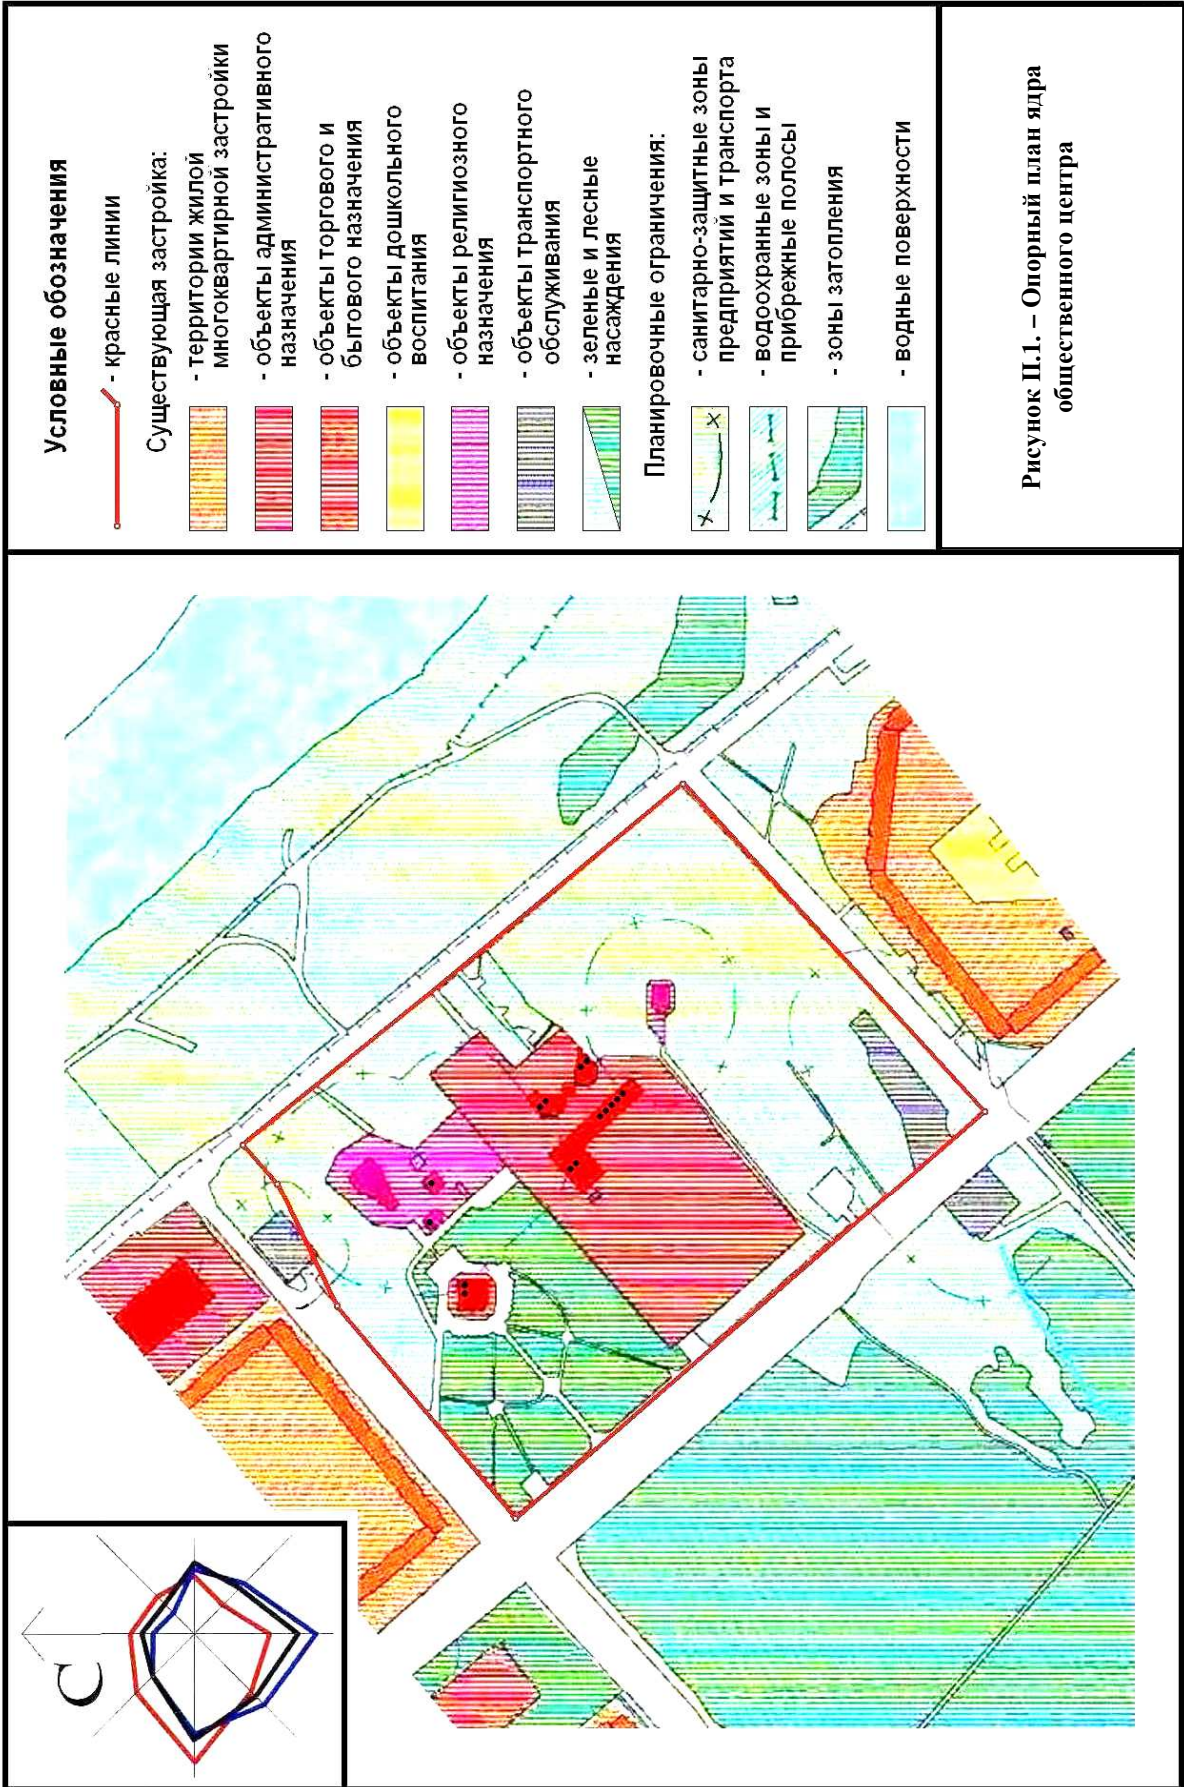 Условные обозначения
- красные линии
Существующая застройка:
- территории жилой
многоквартирной застройки
- объекты административного
назначения
- объекты торгового и
бытового назначения
- объекты дошкольного
воспитания
- объекты религиозного
назначения
- объекты транспортного
обслуживания
- зеленые и лесные
насаждения
Планировочные ограничения:
- санитарно-защитные зоны
предприятий и транспорта
- водоохранные зоны и
прибрежные полосы
- зоны затопления
- водные поверхности
Рисунок II.1. – Опорный план ядра
общественного центра
С